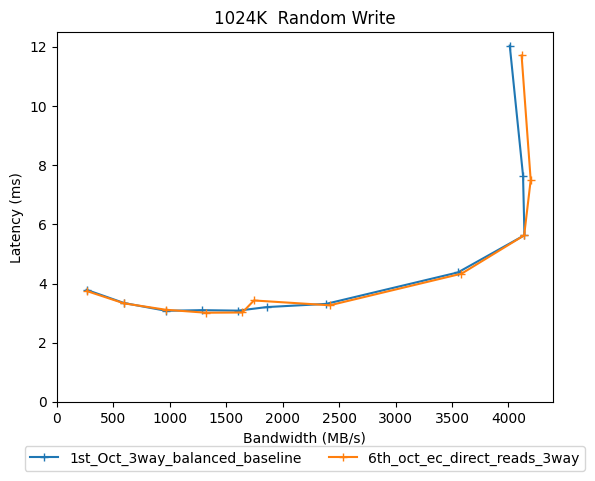 1024K  Random Write
12
10
8
6
4
2
0
Latency (ms)
0 500 1000 1500 2000 2500 3000 3500 4000
Bandwidth (MB/s)
1st_Oct_3way_balanced_baseline 6th_oct_ec_direct_reads_3way